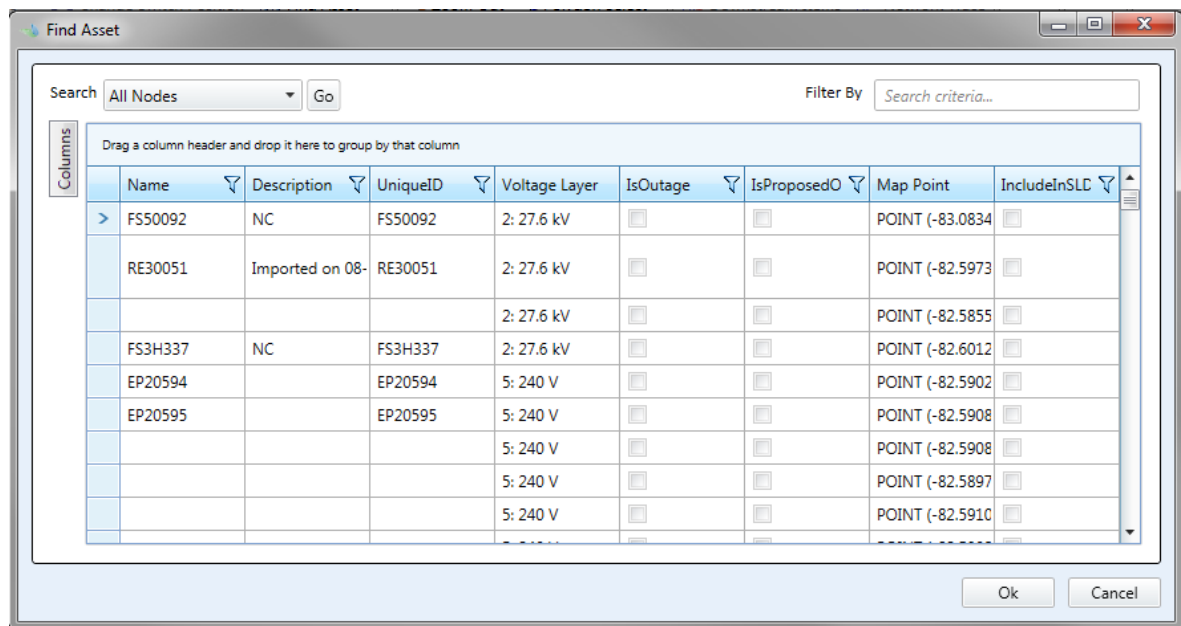 Find Asset
Search All Nodes Go Filter By Search criteria...
Columns
Drag a column header and drop it here to group by that column
Name Description UniqueID Voltage Layer IsOutage IsProposedO Map Point IncludeInSLD
> FS50092 NC FS50092 2: 27.6 kV POINT (-83.0834
RE30051 Imported on 08- RE30051 2: 27.6 kV POINT (-82.5973
2: 27.6 kV POINT (-82.5855
FS3H337 NC FS3H337 2: 27.6 kV POINT (-82.6012
EP20594 EP20594 5: 240 V POINT (-82.5902
EP20595 EP20595 5: 240 V POINT (-82.5908
5: 240 V POINT (-82.5908
5: 240 V POINT (-82.5897
5: 240 V POINT (-82.5910
Ok Cancel